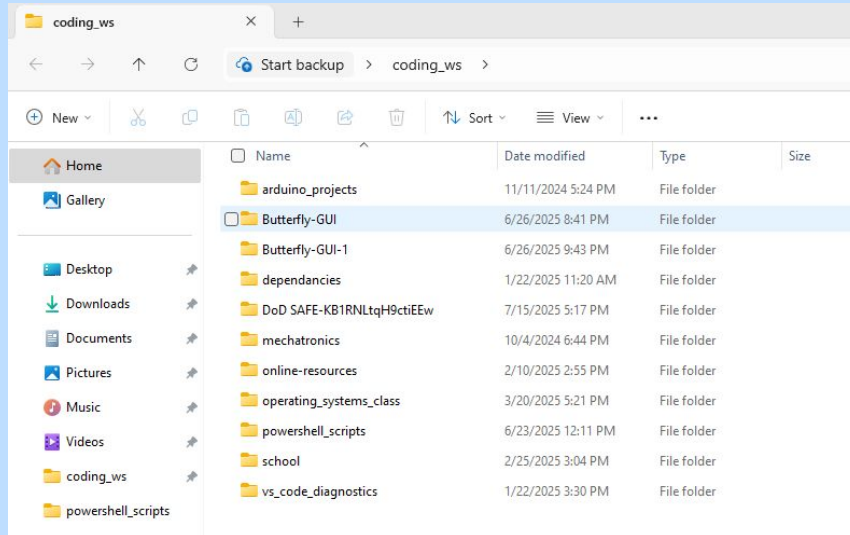 coding_ws
Start backup > coding_ws >
New Sort View
Name Date modified Type Size
Home
Gallery
Desktop
Downloads
Documents
Pictures
Music
Videos
coding_ws
powershell_scripts
arduino_projects 11/11/2024 5:24 PM File folder
Butterfly-GUI 6/26/2025 8:41 PM File folder
Butterfly-GUI-1 6/26/2025 9:43 PM File folder
dependancies 1/22/2025 11:20 AM File folder
DoD SAFE-KB1RNLtqH9ctiEEw 7/15/2025 5:17 PM File folder
mechatronics 10/4/2024 6:44 PM File folder
online-resources 2/10/2025 2:55 PM File folder
operating_systems_class 3/20/2025 5:21 PM File folder
powershell_scripts 6/23/2025 12:11 PM File folder
school 2/25/2025 3:04 PM File folder
vs_code_diagnostics 1/22/2025 3:30 PM File folder